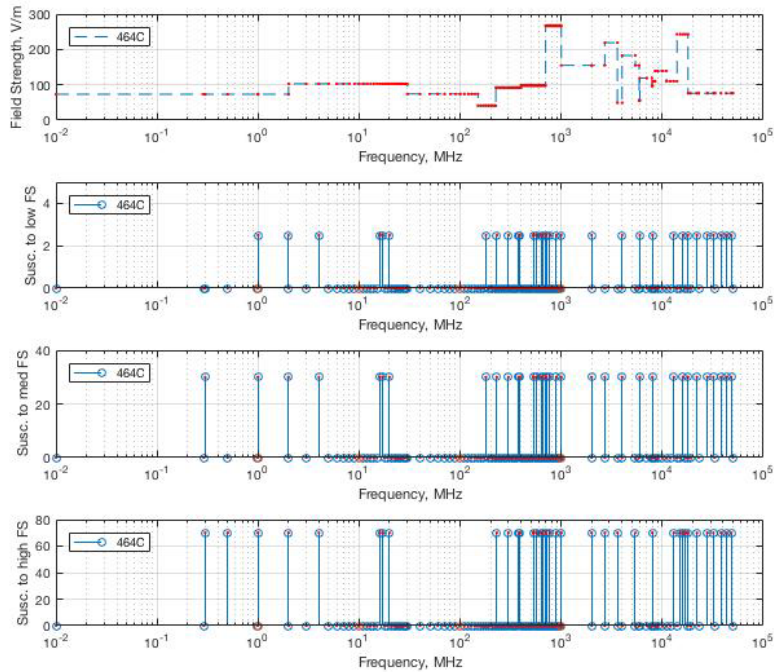 Field Strength, V/m
300
200
100
0
464C
10-2 10-1 100 101 102 103 104 105
Frequency, MHz
Susc. to low FS
4
2
0
464C
10-2 10-1 100 101 102 103 104 105
Frequency, MHz
Susc. to med FS
40
20
0
464C
10-2 10-1 100 101 102 103 104 105
Frequency, MHz
Susc. to high FS
80
60
40
20
0
464C
10-2 10-1 100 101 102 103 104 105
Frequency, MHz